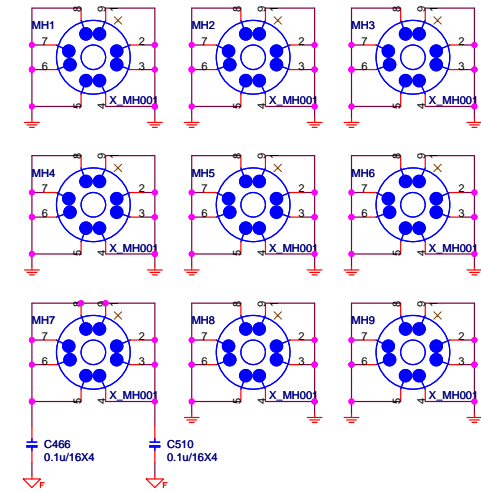 8 9 1
MH1
7 2
6 3
5 4 X_MH001
8 9 1
MH2
7 2
6 3
5 4 X_MH001
8 9 1
MH3
7 2
6 3
5 4 X_MH001
8 9 1
MH4
7 2
6 3
5 4 X_MH001
8 9 1
MH5
7 2
6 3
5 4 X_MH001
8 9 1
MH6
7 2
6 3
5 4 X_MH001
8 9 1
MH7
7 2
6 3
5 4 X_MH001
8 9 1
MH8
7 2
6 3
5 4 X_MH001
8 9 1
MH9
7 2
6 3
5 4 X_MH001
C466
0.1u/16X4
F
C510
0.1u/16X4
F